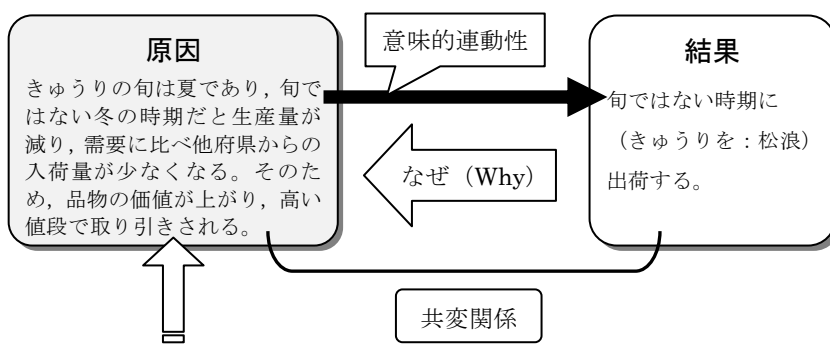 原因
きゅうりの旬は夏であり，旬で
はない冬の時期だと生産量が
減り，需要に比べ他府県からの
入荷量が少なくなる。そのた
め，品物の価値が上がり，高い
値段で取り引きされる。
意味的連動性
なぜ（Why）
結果
旬ではない時期に
（きゅうりを：松浪）
出荷する。
共変関係